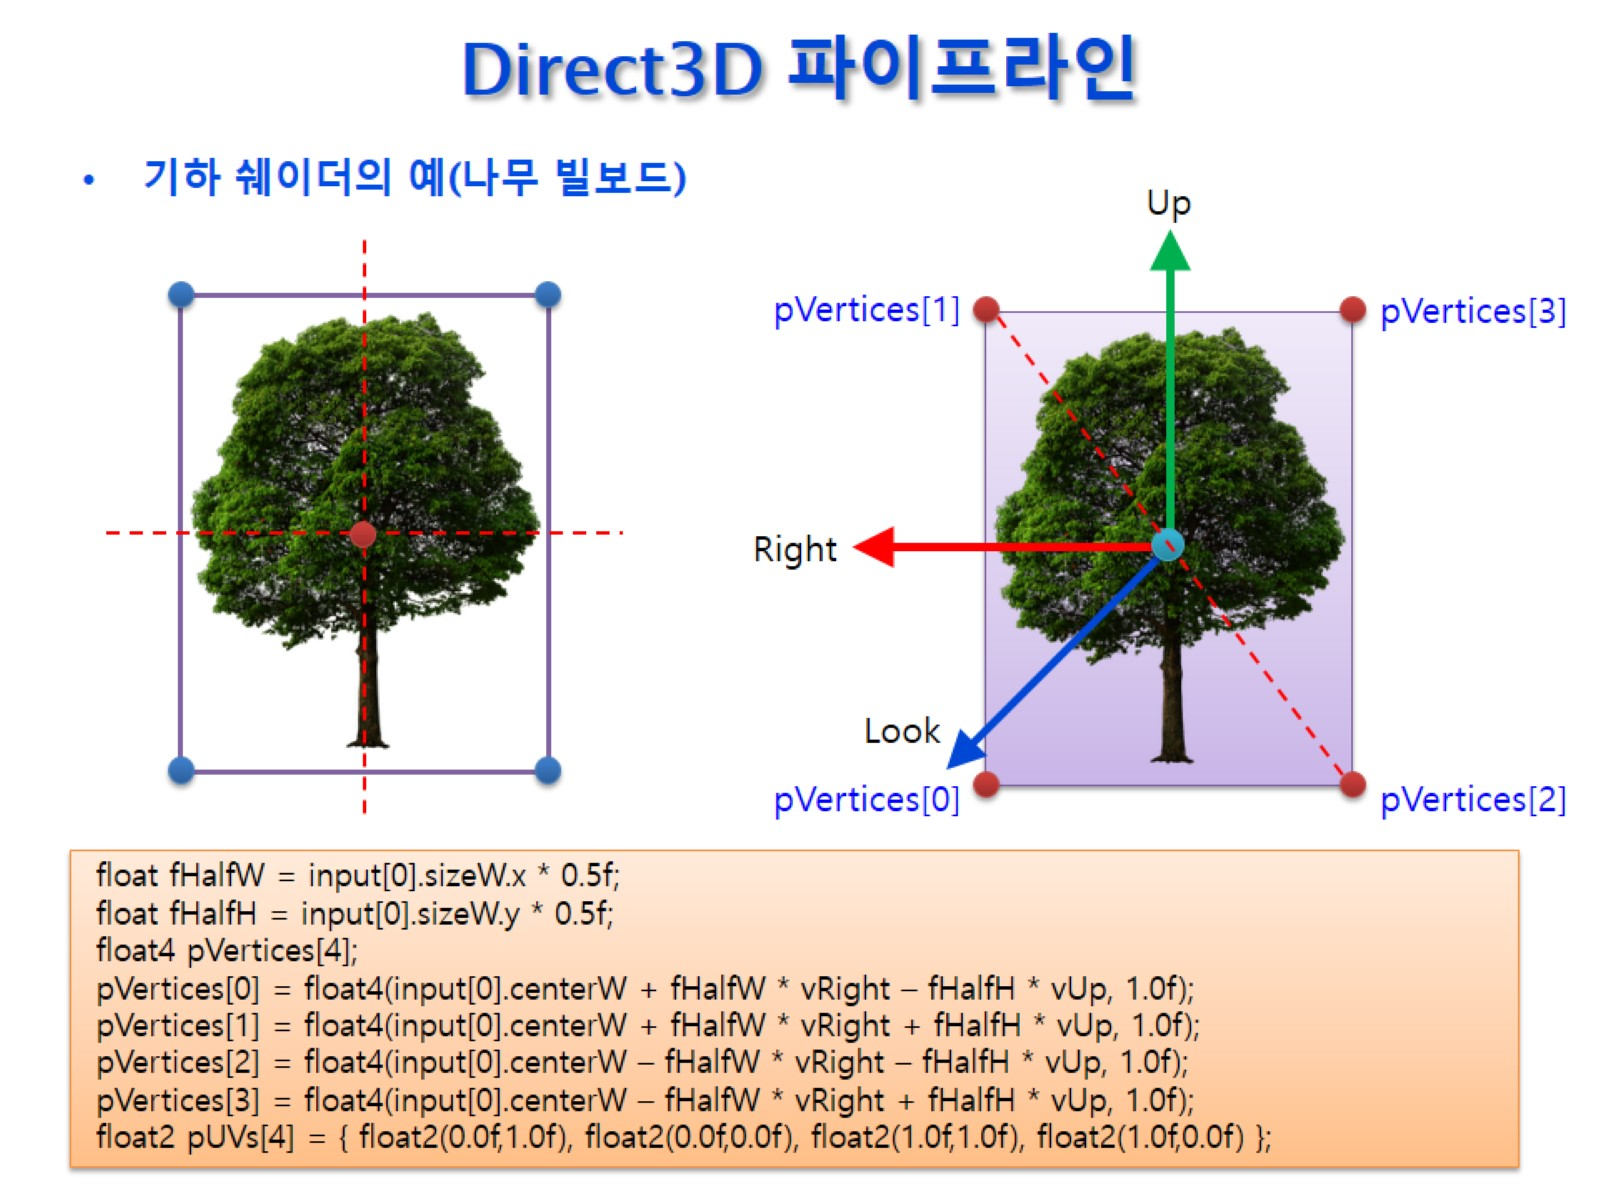 Direct3D 파이프라인
• 기하 쉐이더의 예(나무 빌보드)
Up
pVertices[1]
pVertices[3]
Right
Look
pVertices[0]
pVertices[2]
float fHalfW = input[0].sizeW.x * 0.5f;
float fHalfH = input[0].sizeW.y * 0.5f;
float4 pVertices[4];
pVertices[0] = float4(input[0].centerW + fHalfW * vRight – fHalfH * vUp, 1.0f);
pVertices[1] = float4(input[0].centerW + fHalfW * vRight + fHalfH * vUp, 1.0f);
pVertices[2] = float4(input[0].centerW – fHalfW * vRight – fHalfH * vUp, 1.0f);
pVertices[3] = float4(input[0].centerW – fHalfW * vRight + fHalfH * vUp, 1.0f);
float2 pUVs[4] = { float2(0.0f,1.0f), float2(0.0f,0.0f), float2(1.0f,1.0f), float2(1.0f,0.0f) };